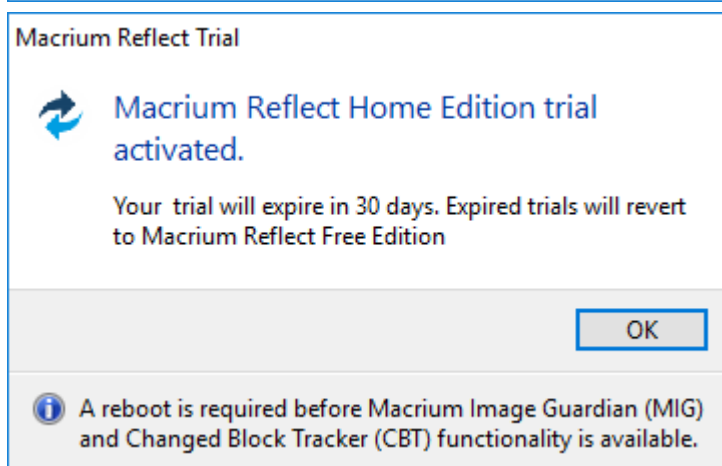 Macrium Reflect Trial
Macrium Reflect Home Edition trial
activated.
Your  trial will expire in 30 days. Expired trials will revert
to Macrium Reflect Free Edition
OK
A reboot is required before Macrium Image Guardian (MIG)
and Changed Block Tracker (CBT) functionality is available.